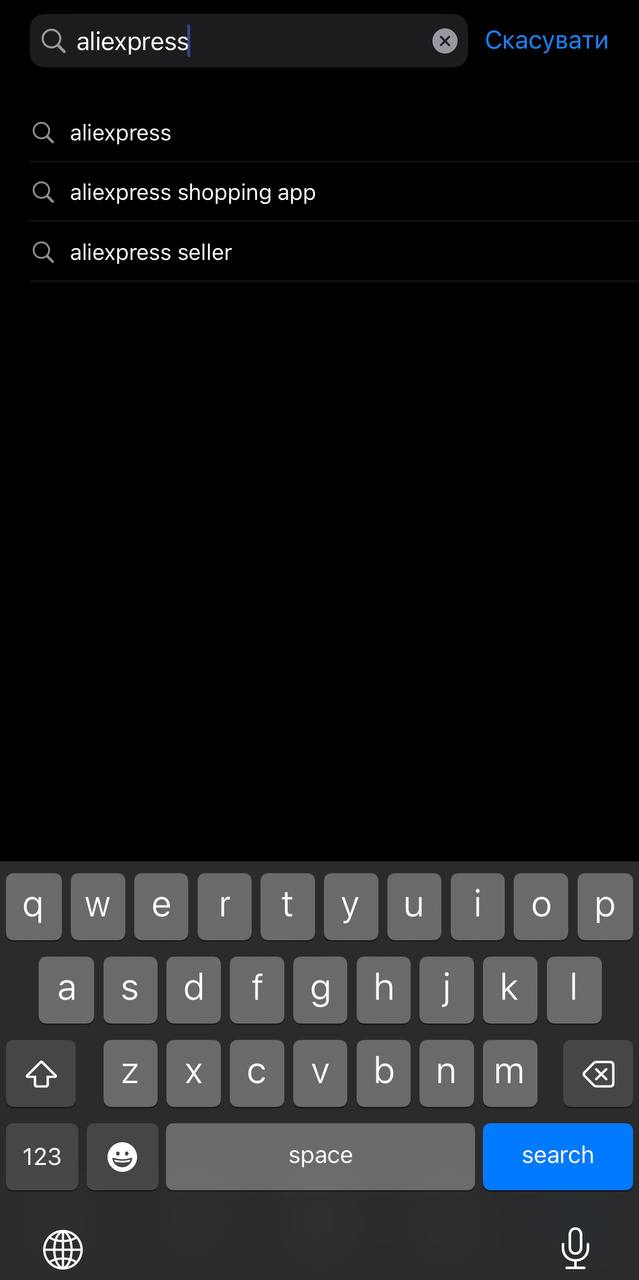 aliexpress Скасувати
aliexpress
aliexpress shopping app
aliexpress seller
q w e r t y u i o p
a s d f g h j k l
z x c v b n m
123 space search